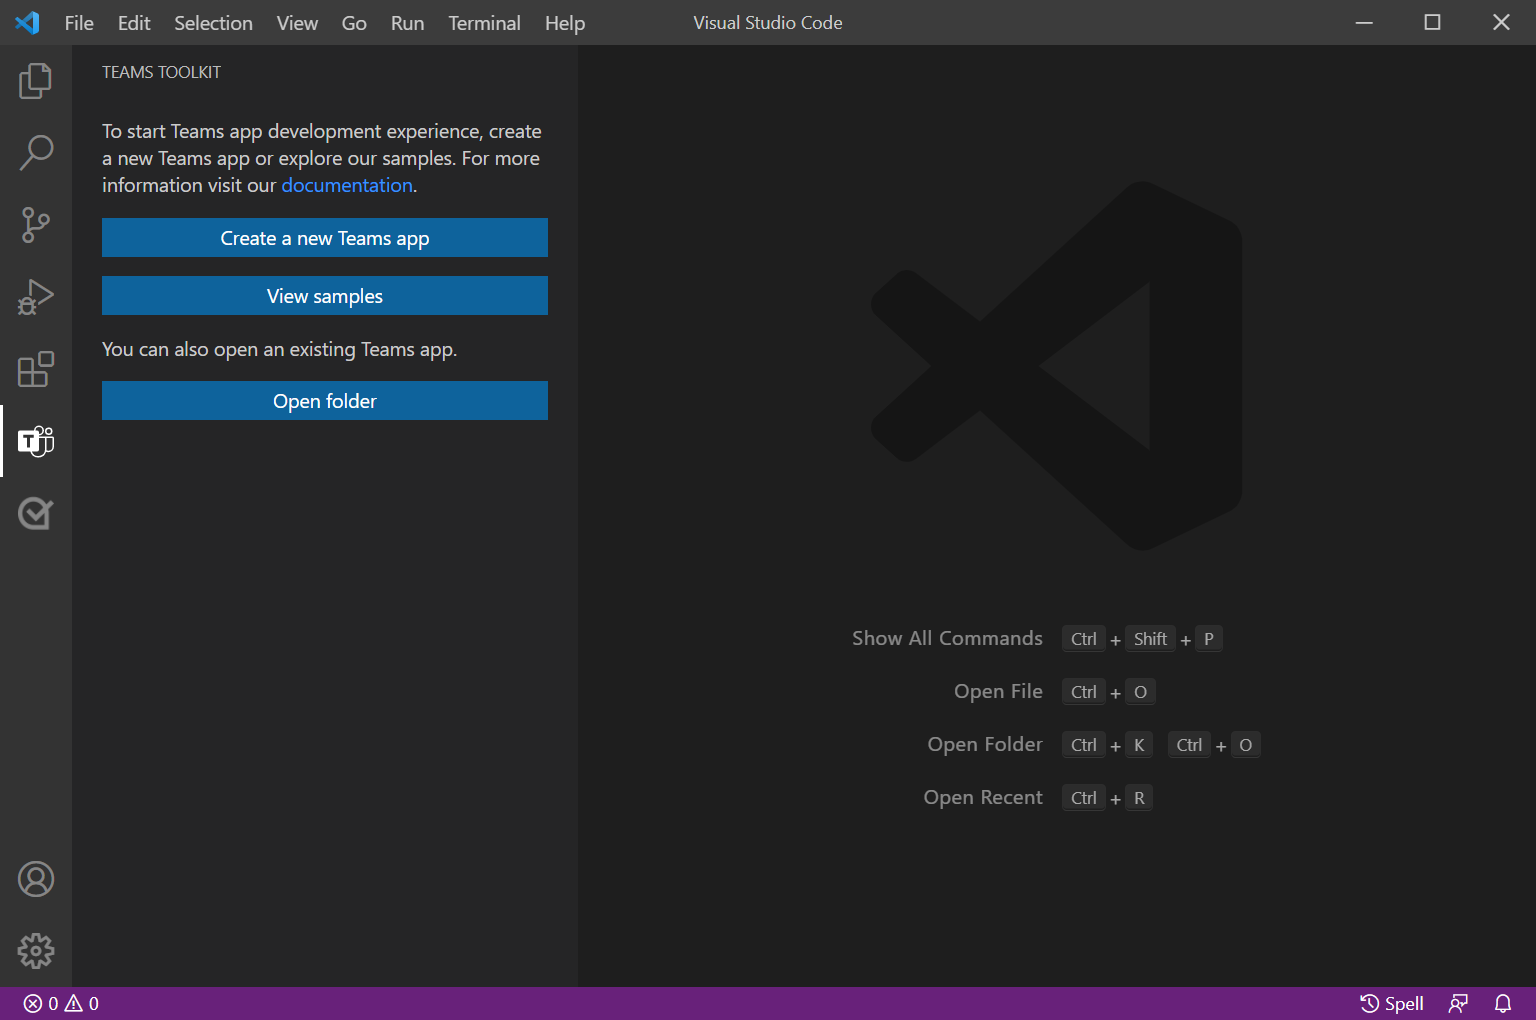 File Edit Selection View Go Run Terminal Help Visual Studio Code
TEAMS TOOLKIT
To start Teams app development experience, create
a new Teams app or explore our samples. For more
information visit our documentation.
Create a new Teams app
View samples
You can also open an existing Teams app.
Open folder
T
Show All Commands Ctrl + Shift + P
Open File Ctrl + O
Open Folder Ctrl + K Ctrl + O
Open Recent Ctrl + R
0 0 Spell